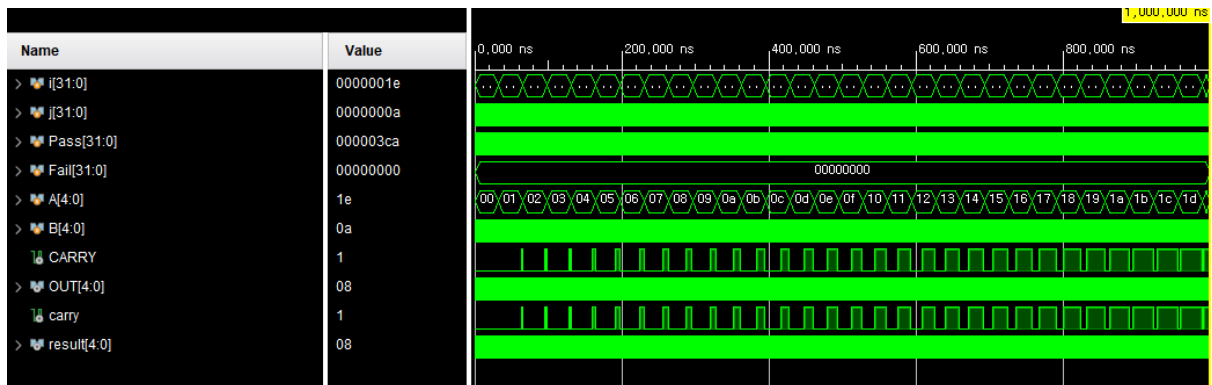 1,000,000 ns
Name Value 0,000 ns 200,000 ns 400,000 ns 600,000 ns 800,000 ns
i[31:0] 0000001e
j[31:0] 0000000a
Pass[31:0] 000003ca
Fail[31:0] 00000000 00000000
A[4:0] 1e 00 01 02 03 04 05 06 07 08 09 0a 0b 0c 0d 0e 0f 10 11 12 13 14 15 16 17 18 19 1a 1b 1c 1d
B[4:0] 0a
CARRY 1
OUT[4:0] 08
carry 1
result[4:0] 08